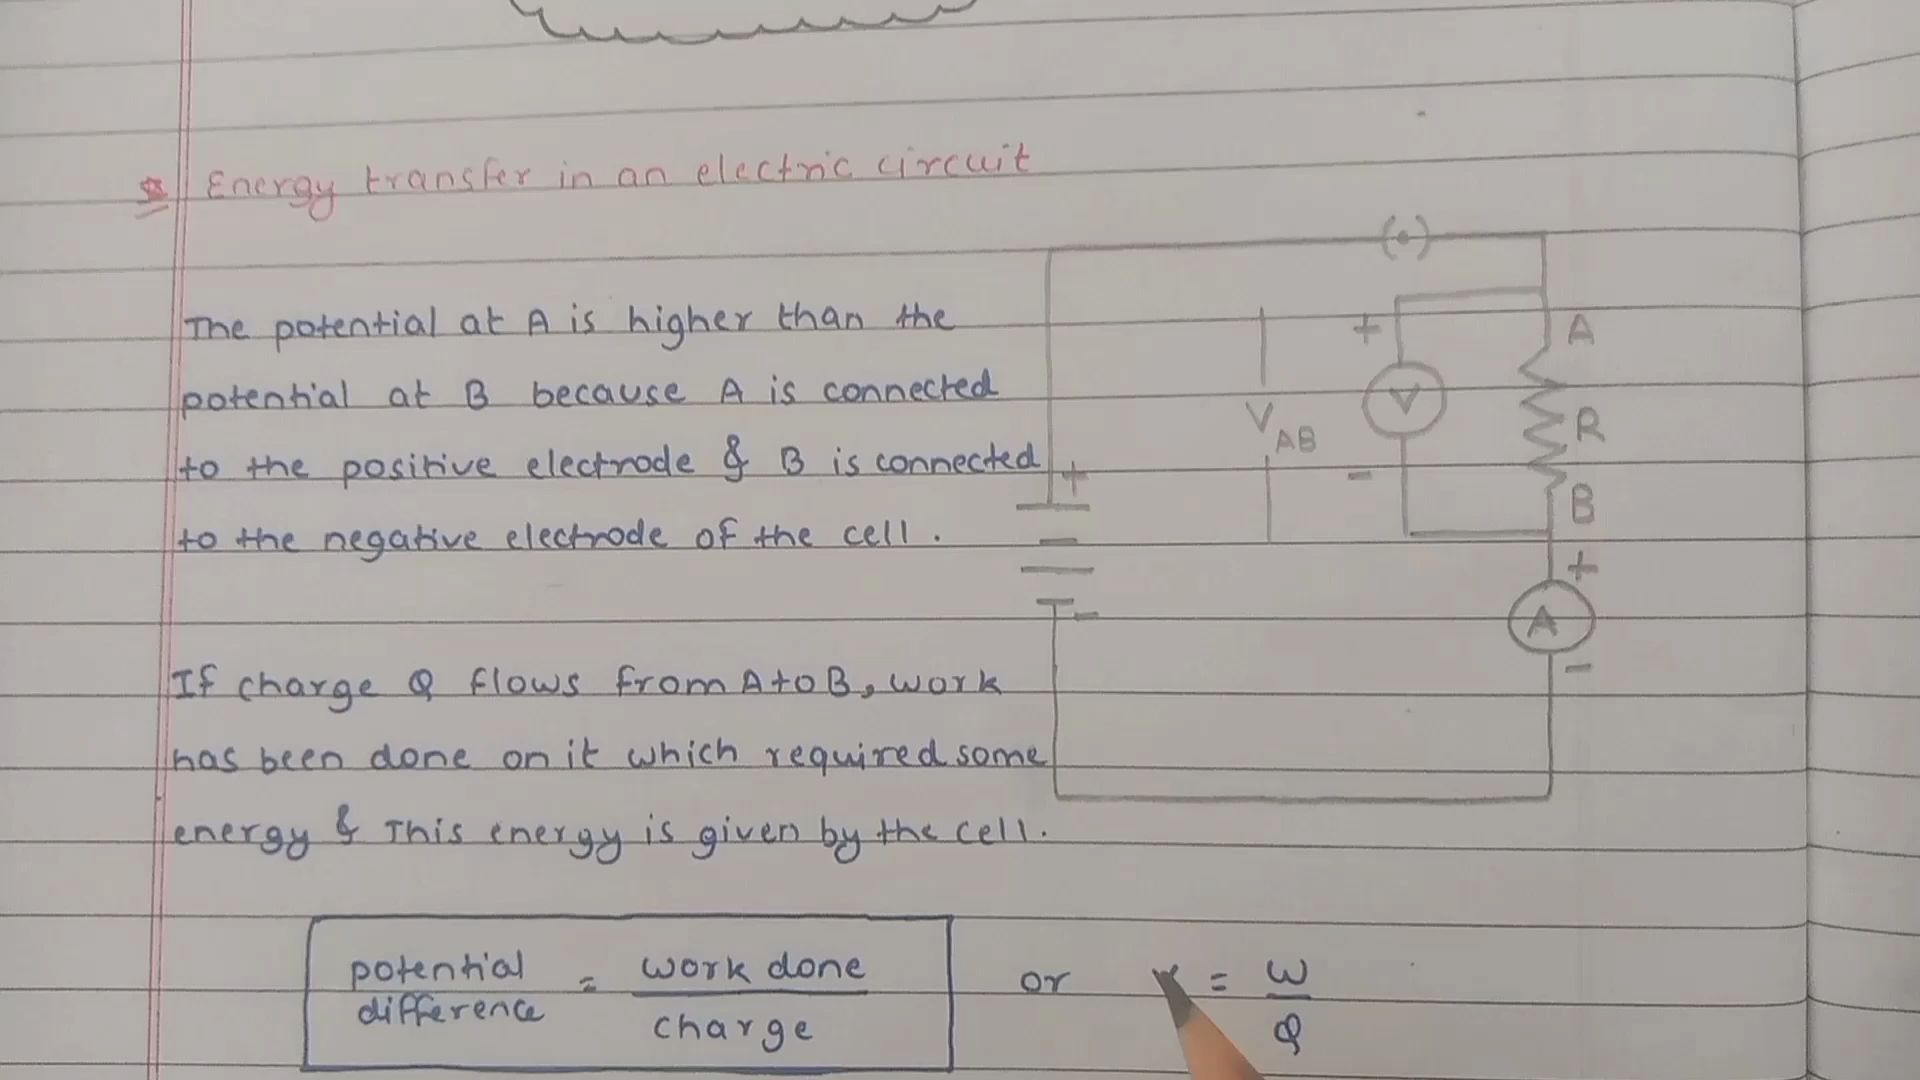 Energy transfer in an electric circuit
The potential at A is higher than the
potential at B because A is connected
to the positive electrode & B is connected
to the negative electrode of the cell.
If charge Q flows from A to B, work
has been done on it which required some
energy & This energy is given by the cell.
potential difference = work done / charge or V = W / Q
(•)
+ A
V
V AB
R
+ -
B
+
-
A
-